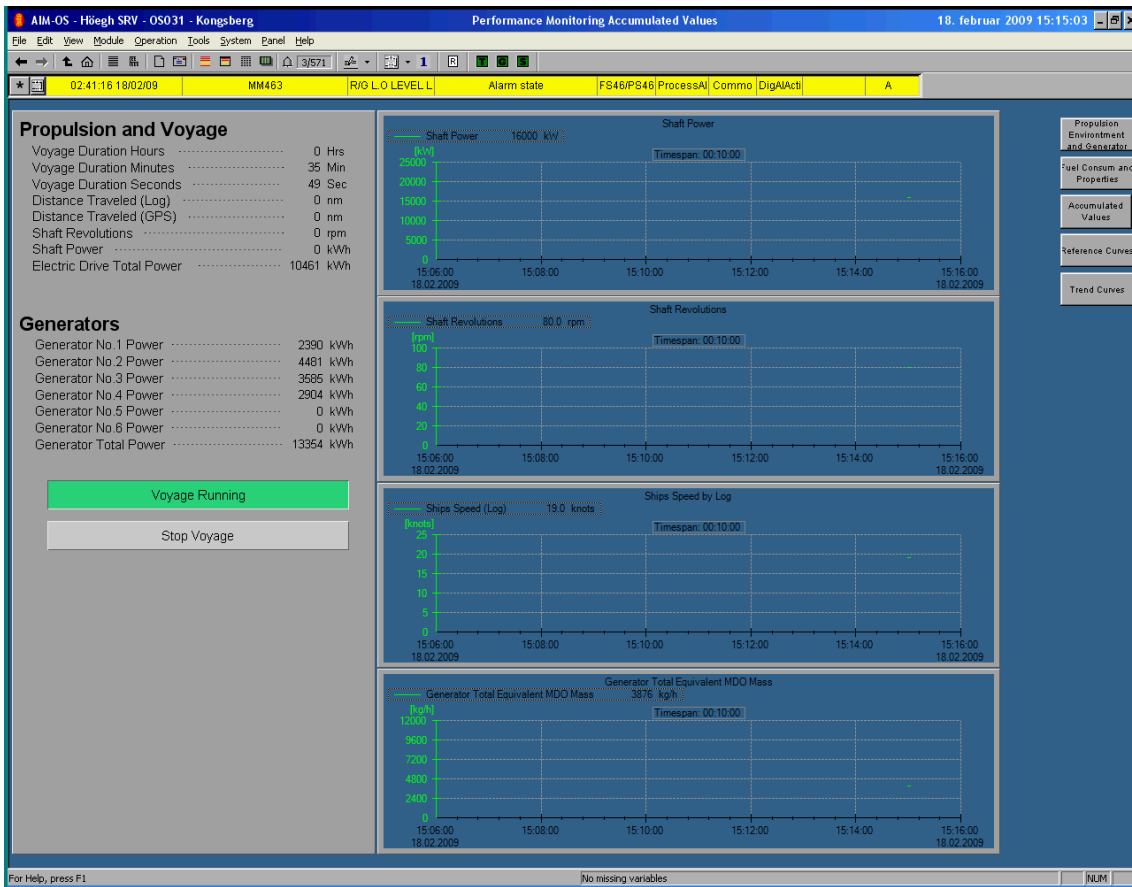 AIM-OS - Höegh SRV - OS031 - Kongsberg Performance Monitoring Accumulated Values 18. februar 2009 15:15:03
File Edit View Module Operation Tools System Panel Help
3/571 1 R T G S
* 02:41:16 18/02/09 MM463 R/G L.O LEVEL L Alarm state FS46/PS46 ProcessAl Commo DigAlActi A
Propulsion and Voyage
Voyage Duration Hours 0 Hrs
Voyage Duration Minutes 35 Min
Voyage Duration Seconds 49 Sec
Distance Traveled (Log) 0 nm
Distance Traveled (GPS) 0 nm
Shaft Revolutions 0 rpm
Shaft Power 0 kWh
Electric Drive Total Power 10461 kWh
Generators
Generator No.1 Power 2390 kWh
Generator No.2 Power 4481 kWh
Generator No.3 Power 3585 kWh
Generator No.4 Power 2904 kWh
Generator No.5 Power 0 kWh
Generator No.6 Power 0 kWh
Generator Total Power 13354 kWh
Voyage Running
Stop Voyage
Shaft Power
Shaft Power 16000 kW
[kW]
Timespan: 00:10:00
25000
20000
15000
10000
5000
0
15:06:00 15:08:00 15:10:00 15:12:00 15:14:00 15:16:00
18.02.2009 18.02.2009
Shaft Revolutions
Shaft Revolutions 80.0 rpm
[rpm]
Timespan: 00:10:00
100
80
60
40
20
0
15:06:00 15:08:00 15:10:00 15:12:00 15:14:00 15:16:00
18.02.2009 18.02.2009
Ships Speed by Log
Ships Speed (Log) 19.0 knots
[knots]
Timespan: 00:10:00
25
20
15
10
5
0
15:06:00 15:08:00 15:10:00 15:12:00 15:14:00 15:16:00
18.02.2009 18.02.2009
Generator Total Equivalent MDO Mass
Generator Total Equivalent MDO Mass 3876 kg/h
[kg/h]
Timespan: 00:10:00
12000
9600
7200
4800
2400
0
15:06:00 15:08:00 15:10:00 15:12:00 15:14:00 15:16:00
18.02.2009 18.02.2009
Propulsion
Environtment
and Generator
Fuel Consum and
Properties
Accumulated
Values
Reference Curves
Trend Curves
For Help, press F1 No missing variables NUM